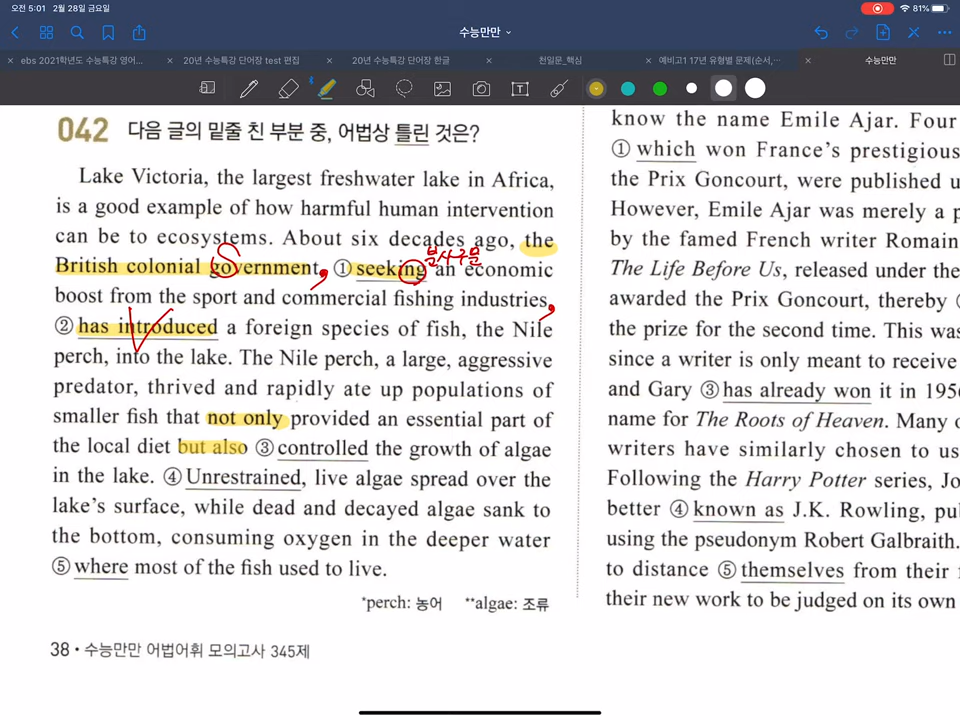 오전 5:01 2월 28일 금요일
81%
수능만만
ebs 2021학년도 수능특강 영어...
20년 수능특강 단어장 test 편집
20년 수능특강 단어장 한글
천일문_핵심
예비고1 17년 유형별 문제(순서,...
수능만만
042 다음 글의 밑줄 친 부분 중, 어법상 틀린 것은?
Lake Victoria, the largest freshwater lake in Africa,
is a good example of how harmful human intervention
can be to ecosystems. About six decades ago, the
S
분사구문
British colonial government, ① seeking an economic
boost from the sport and commercial fishing industries,
② has introduced a foreign species of fish, the Nile
perch, into the lake. The Nile perch, a large, aggressive
predator, thrived and rapidly ate up populations of
smaller fish that not only provided an essential part of
the local diet but also ③ controlled the growth of algae
in the lake. ④ Unrestrained, live algae spread over the
lake's surface, while dead and decayed algae sank to
the bottom, consuming oxygen in the deeper water
⑤ where most of the fish used to live.
*perch: 농어 **algae: 조류
38 • 수능만만 어법어휘 모의고사 345제
know the name Emile Ajar. Four
① which won France's prestigious
the Prix Goncourt, were published u
However, Emile Ajar was merely a p
by the famed French writer Romain
The Life Before Us, released under the
awarded the Prix Goncourt, thereby
the prize for the second time. This was
since a writer is only meant to receive
and Gary ③ has already won it in 1956
name for The Roots of Heaven. Many o
writers have similarly chosen to us
Following the Harry Potter series, Jo
better ④ known as J.K. Rowling, pu
using the pseudonym Robert Galbraith.
to distance ⑤ themselves from their f
their new work to be judged on its own